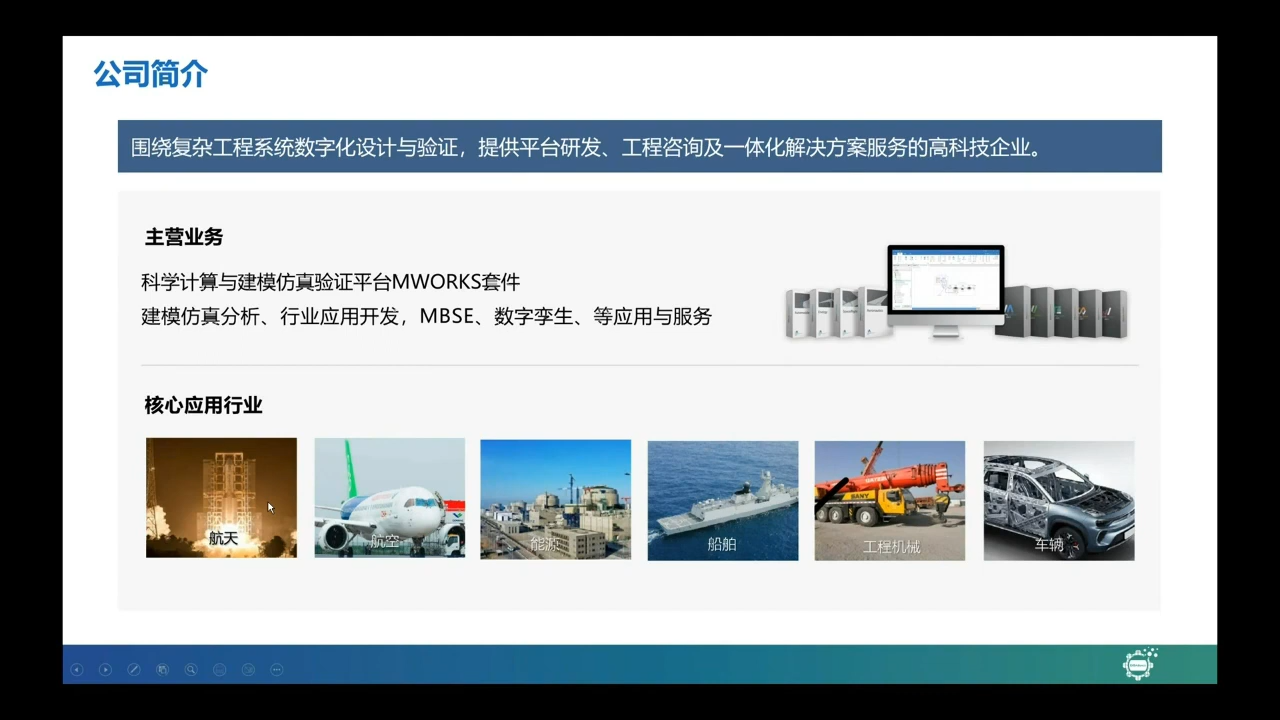 公司简介
围绕复杂工程系统数字化设计与验证，提供平台研发、工程咨询及一体化解决方案服务的高科技企业。
主营业务
科学计算与建模仿真验证平台MWORKS套件
建模仿真分析、行业应用开发，MBSE、数字孪生、等应用与服务
核心应用行业
航天
航空
能源
船舶
工程机械
车辆
SANY